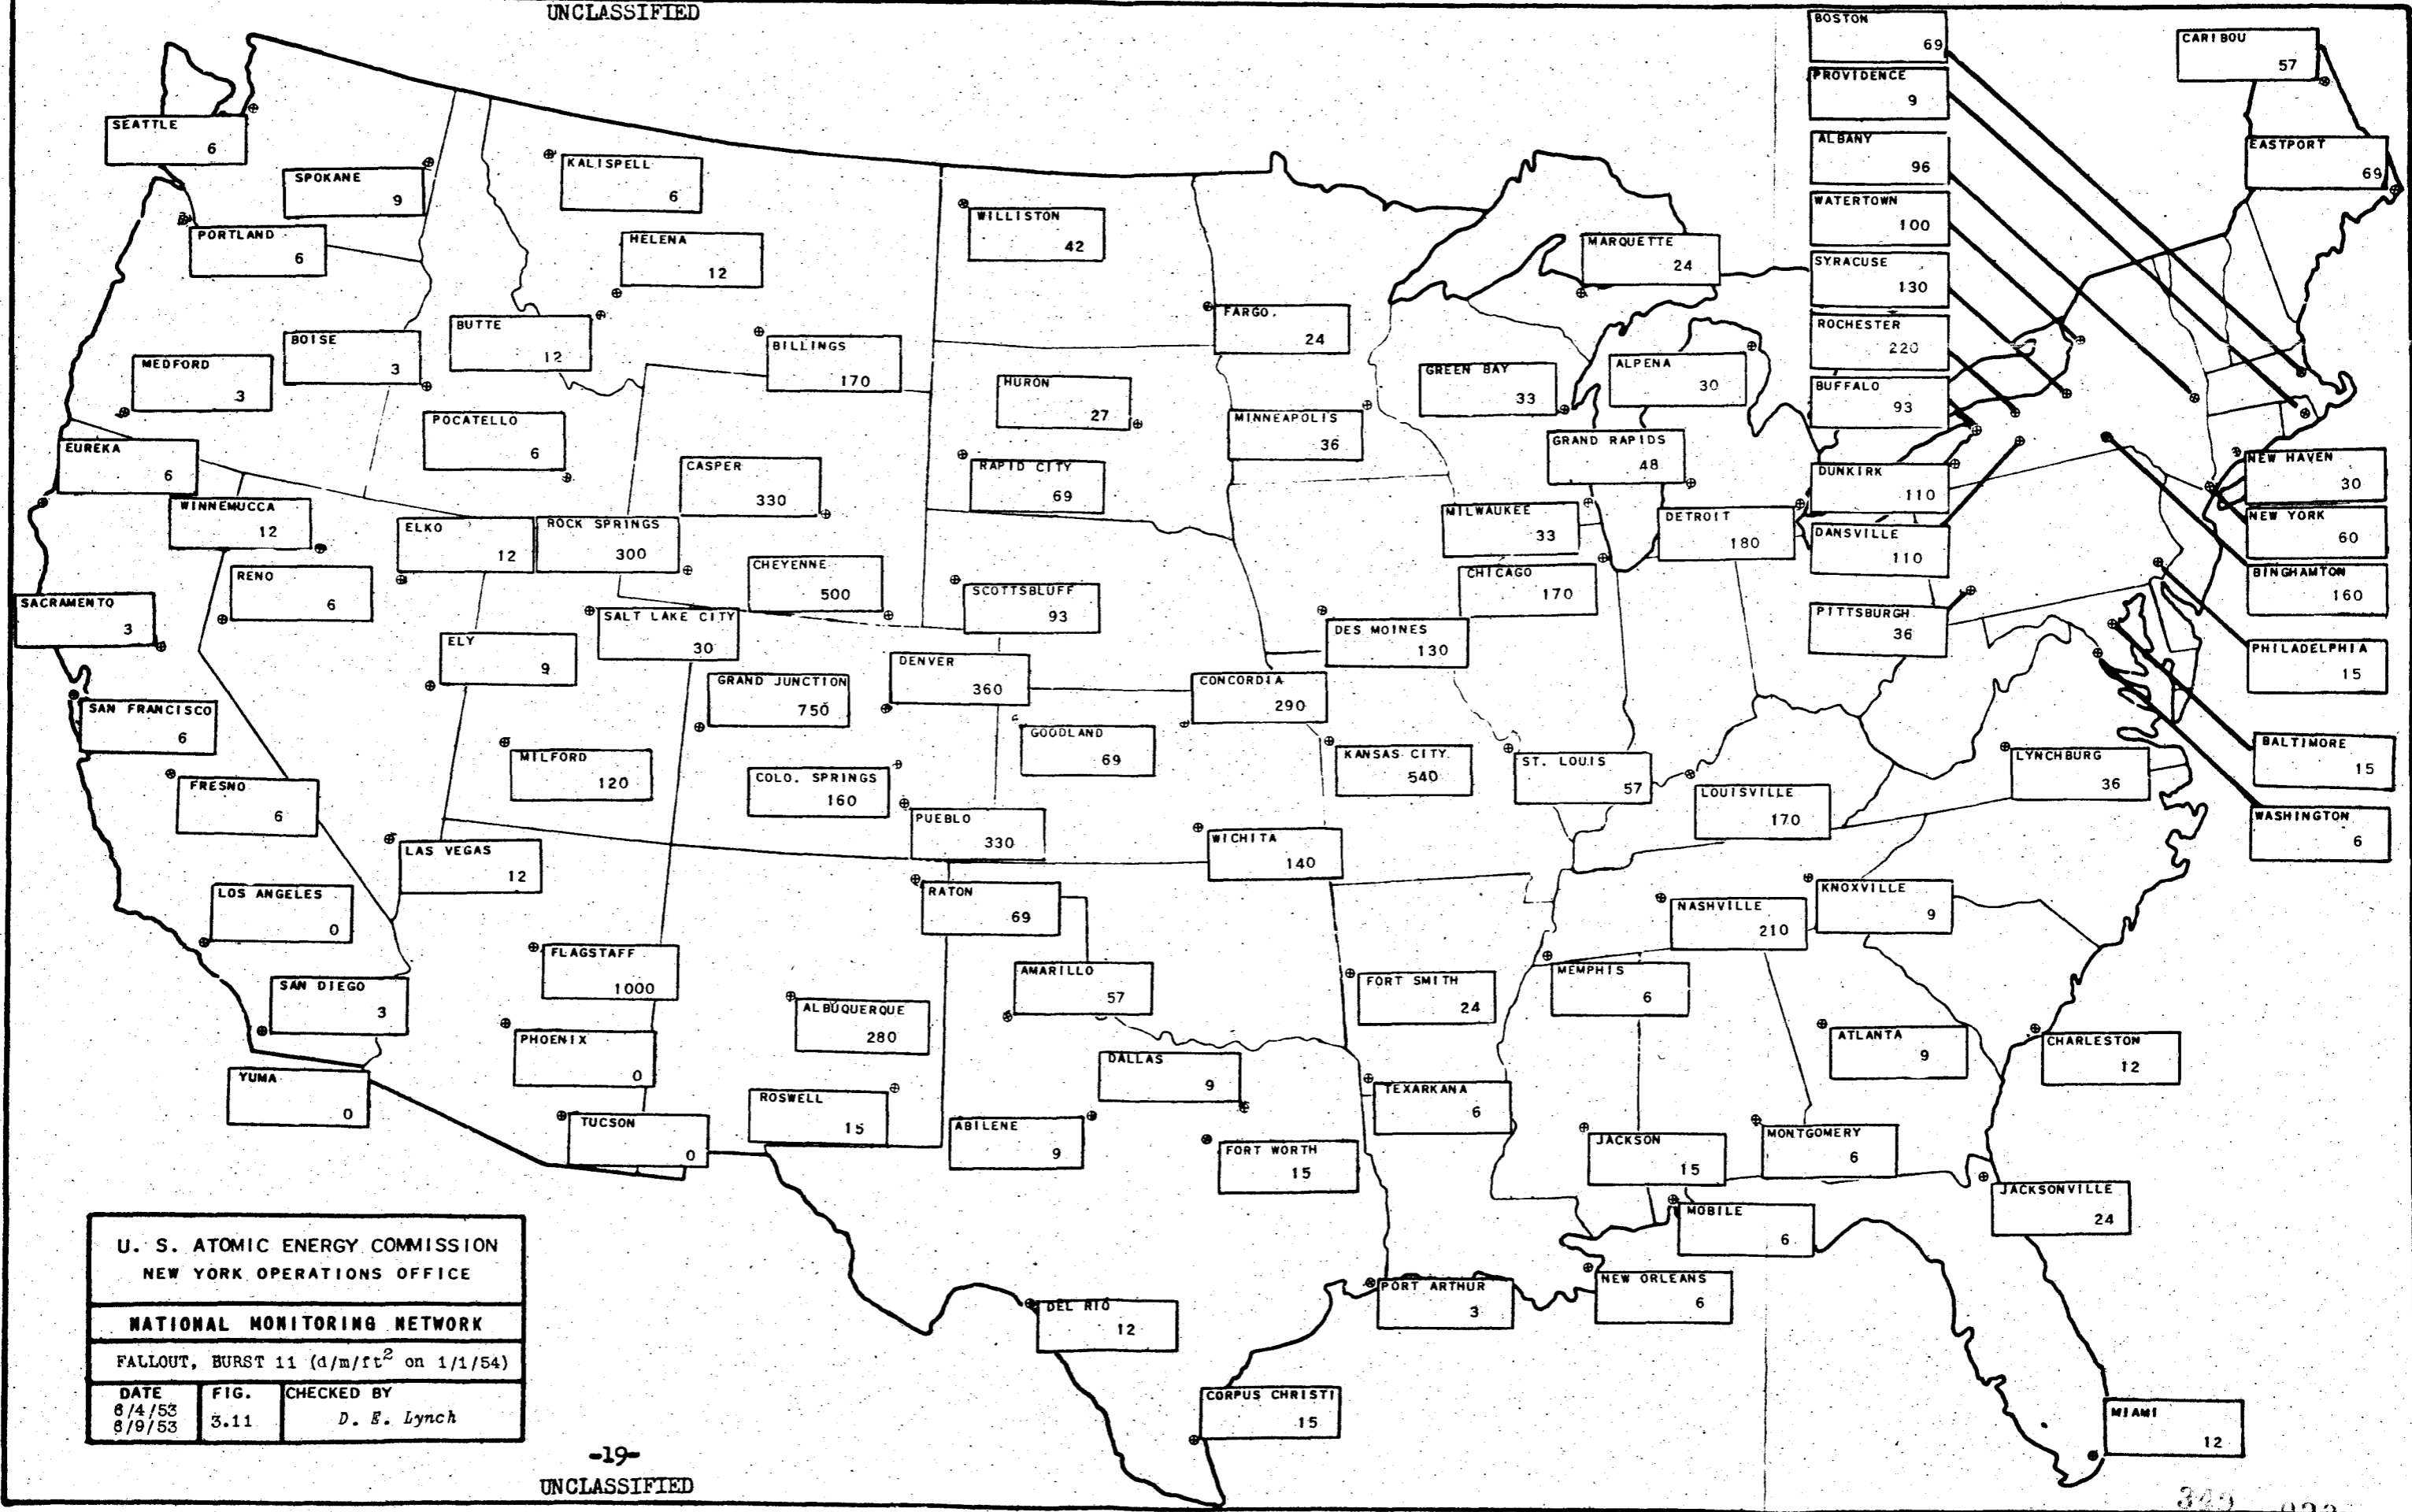 UNCLASSIFIED
BOSTON
69
PROVIDENCE
9
ALBANY
96
WATERTOWN
100
SYRACUSE
130
ROCHESTER
220
BUFFALO
93
DUNKIRK
110
DANSVILLE
110
PITTSBURGH
36
CARIBOU
57
EASTPORT
69
NEW HAVEN
30
NEW YORK
60
BINGHAMTON
160
PHILADELPHIA
15
BALTIMORE
15
WASHINGTON
6
SEATTLE
6
SPOKANE
9
KALISPELL
6
PORTLAND
6
HELENA
12
WILLISTON
42
MARQUETTE
24
FARGO
24
BUTTE
12
BOISE
3
MEDFORD
3
BILLINGS
170
HURON
27
GREEN BAY
33
ALPENA
30
MINNEAPOLIS
36
POCATELLO
6
EUREKA
6
GRAND RAPIDS
48
CASPER
330
RAPID CITY
69
WINNEMUCCA
12
ELKO
12
ROCK SPRINGS
300
MILWAUKEE
33
DETROIT
180
RENO
6
CHEYENNE
500
CHICAGO
170
SCOTTSBLUFF
93
SACRAMENTO
3
SALT LAKE CITY
30
DES MOINES
130
ELY
9
DENVER
360
GRAND JUNCTION
750
CONCORDIA
290
SAN FRANCISCO
6
GOODLAND
69
MILFORD
120
COLO. SPRINGS
160
KANSAS CITY
540
ST. LOUIS
57
LYNCHBURG
36
FRESNO
6
LOUISVILLE
170
PUEBLO
330
WICHITA
140
LAS VEGAS
12
LOS ANGELES
0
RATON
69
NASHVILLE
210
KNOXVILLE
9
FLAGSTAFF
1000
AMARILLO
57
FORT SMITH
24
MEMPHIS
6
SAN DIEGO
3
ALBUQUERQUE
280
PHOENIX
0
ATLANTA
9
CHARLESTON
12
DALLAS
9
YUMA
0
TEXARKANA
6
ROSWELL
15
TUCSON
0
ABILENE
9
FORT WORTH
15
JACKSON
15
MONTGOMERY
6
JACKSONVILLE
24
MOBILE
6
PORT ARTHUR
3
NEW ORLEANS
6
DEL RIO
12
CORPUS CHRISTI
15
MIAMI
12
U. S. ATOMIC ENERGY COMMISSION
NEW YORK OPERATIONS OFFICE
NATIONAL MONITORING NETWORK
FALLOUT, BURST 11 (d/m/ft² on 1/1/54)
DATE
6/4/53
6/9/53
FIG.
3.11
CHECKED BY
D. E. Lynch
-19-
UNCLASSIFIED